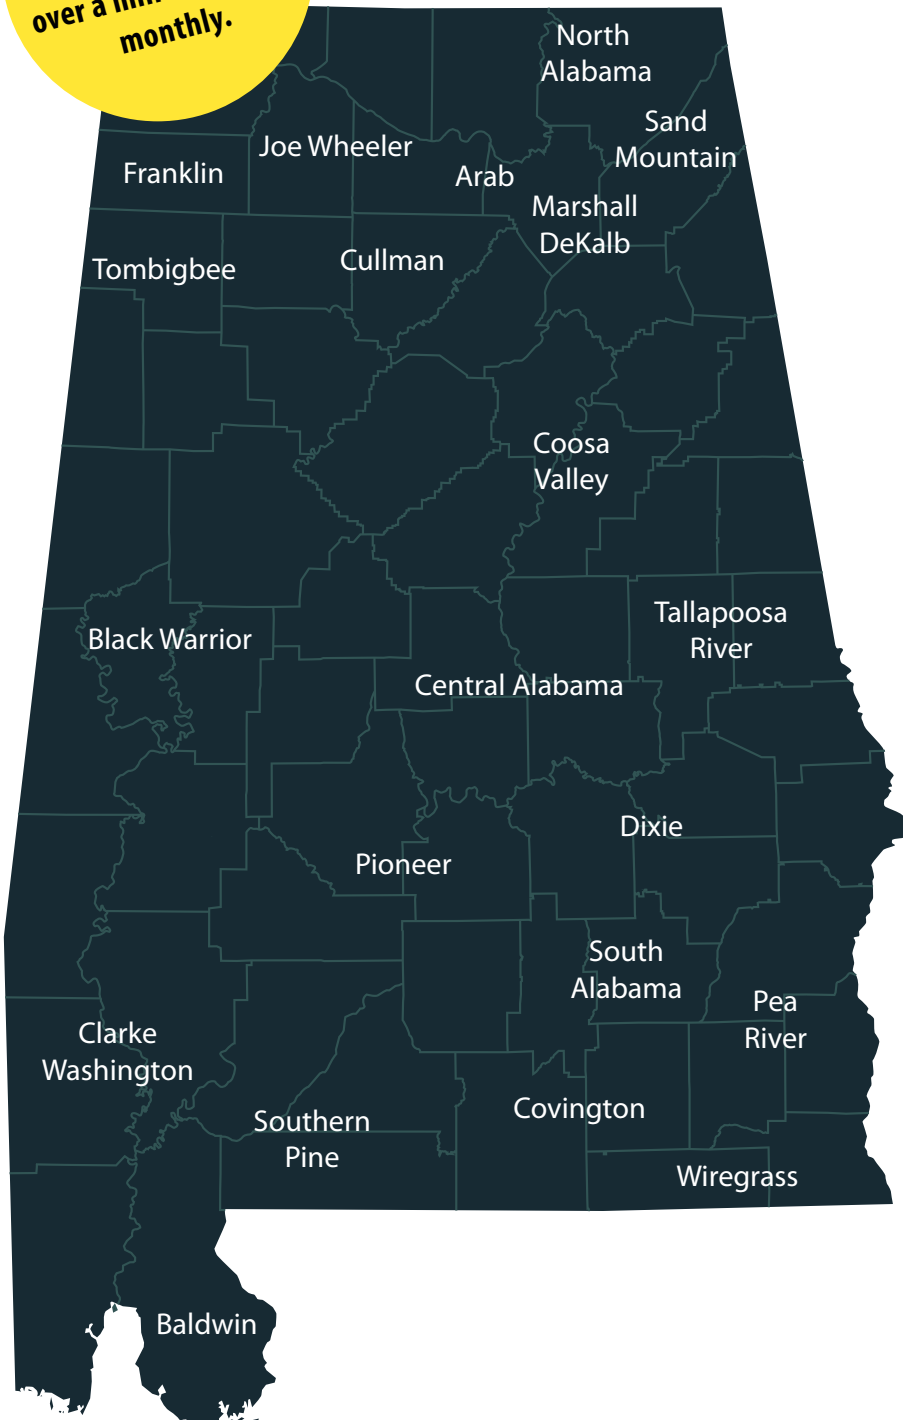 over a
monthly.
North
Alabama
Sand
Mountain
Joe Wheeler
Franklin
Arab
Marshall
DeKalb
Cullman
Tombigbee
Coosa
Valley
Tallapoosa
River
Black Warrior
Central Alabama
Dixie
Pioneer
South
Alabama
Pea
River
Clarke
Washington
Covington
Southern
Pine
Wiregrass
Baldwin